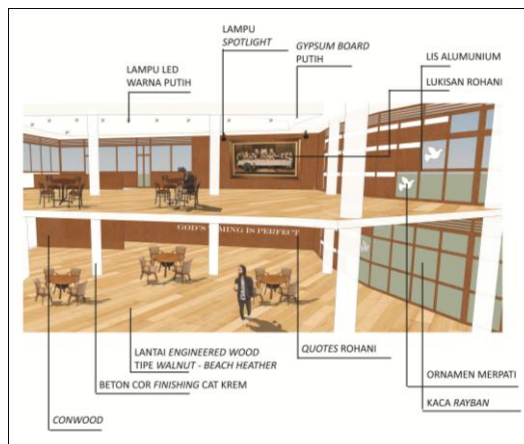 LAMPU
SPOTLIGHT
GYPSUM BOARD
PUTIH
LIS ALUMUNIUM
LAMPU LED
WARNA PUTIH
LUKISAN ROHANI
GOD'S TIMING IS PERFECT
LANTAI ENGINEERED WOOD
TIPE WALNUT - BEACH HEATHER
QUOTES ROHANI
BETON COR FINISHING CAT KREM
ORNAMEN MERPATI
KACA RAYBAN
CONWOOD